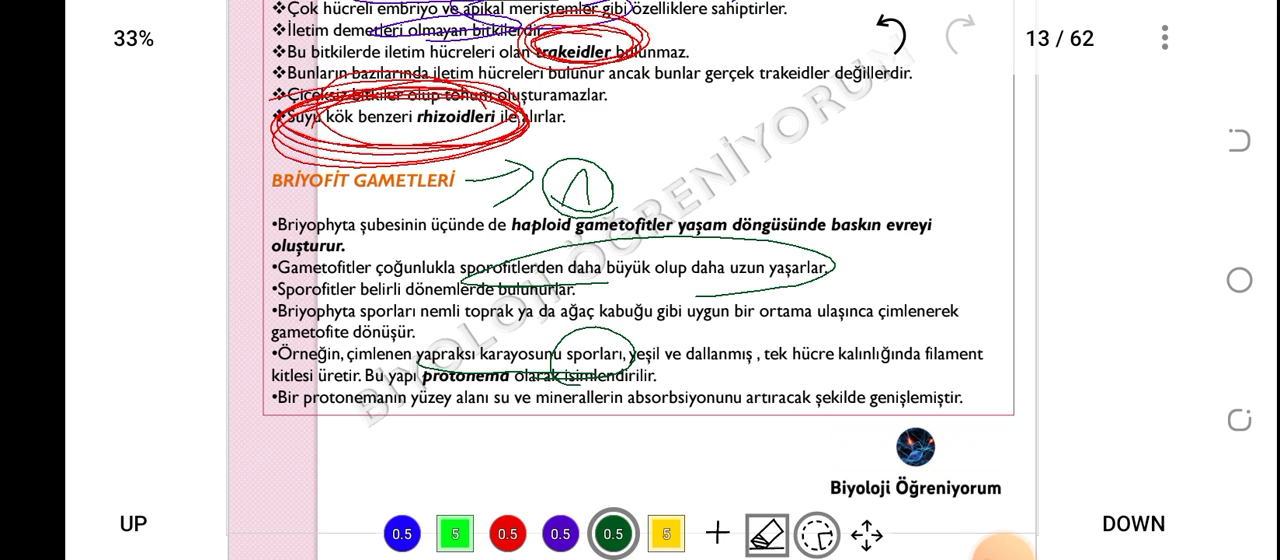 ❖Çok hücreli embriyo ve apikal meristemler gibi özelliklere sahiptirler.
❖İletim demetleri olmayan bitkilerdir.
33%
13 / 62
❖Bu bitkilerde iletim hücreleri olan trakeidler bulunmaz.
❖Bunların bazılarında iletim hücreleri bulunur ancak bunlar gerçek trakeidler değillerdir.
❖Çiçeksiz bitkiler olup tohum oluşturamazlar.
❖Suyu kök benzeri rhizoidleri ile alırlar.
BRİYOFİT GAMETLERİ
•Briyophyta şubesinin üçünde de haploid gametofitler yaşam döngüsünde baskın evreyi
oluşturur.
•Gametofitler çoğunlukla sporofitlerden daha büyük olup daha uzun yaşarlar.
•Sporofitler belirli dönemlerde bulunurlar.
•Briyophyta sporları nemli toprak ya da ağaç kabuğu gibi uygun bir ortama ulaşınca çimlenerek
gametofite dönüşür.
•Örneğin, çimlenen yapraksı karayosunu sporları, yeşil ve dallanmış , tek hücre kalınlığında filament
kitlesi üretir. Bu yapı protonema olarak isimlendirilir.
•Bir protonemanın yüzey alanı su ve minerallerin absorbsiyonunu artıracak şekilde genişlemiştir.
BİYOLOJİ ÖĞRENİYORUM
Biyoloji Öğreniyorum
UP
0.5 5 0.5 0.5 0.5 5
DOWN